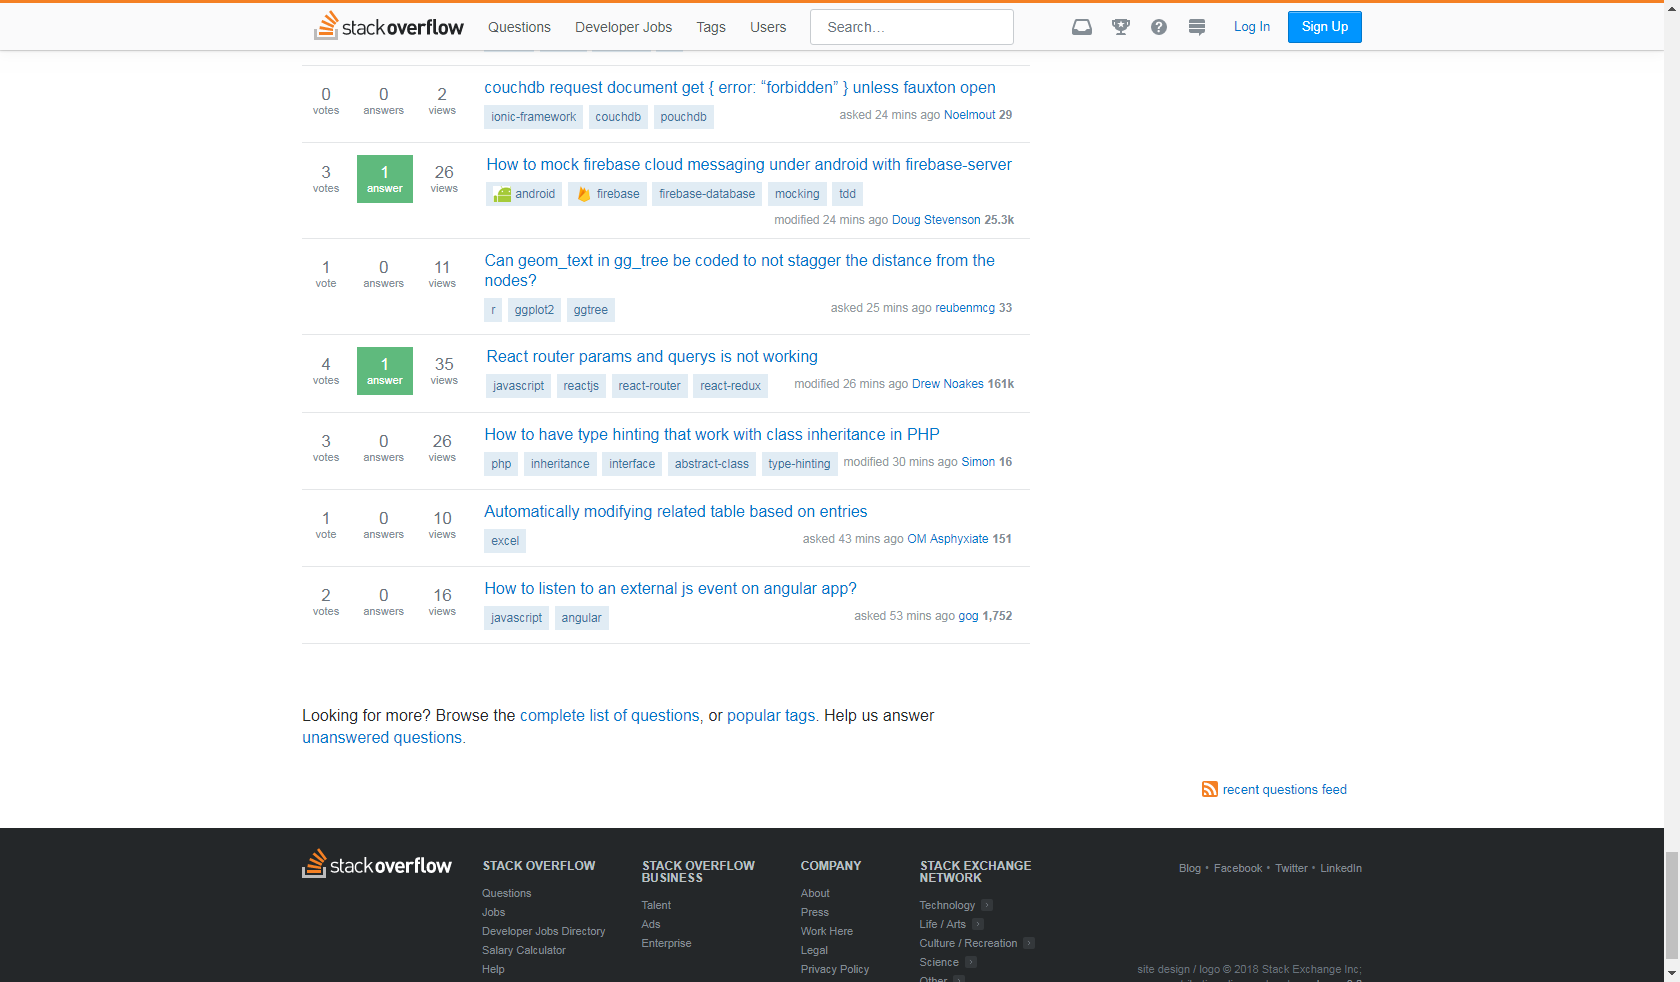 stackoverflow Questions Developer Jobs Tags Users Search... Log In Sign Up
couchdb request document get { error: “forbidden” } unless fauxton open
0 votes 0 answers 2 views
ionic-framework couchdb pouchdb
asked 24 mins ago Noelmout 29
How to mock firebase cloud messaging under android with firebase-server
3 votes 1 answer 26 views
android firebase firebase-database mocking tdd
modified 24 mins ago Doug Stevenson 25.3k
Can geom_text in gg_tree be coded to not stagger the distance from the
nodes?
1 vote 0 answers 11 views
r ggplot2 ggtree
asked 25 mins ago reubenmcg 33
React router params and querys is not working
4 votes 1 answer 35 views
javascript reactjs react-router react-redux
modified 26 mins ago Drew Noakes 161k
How to have type hinting that work with class inheritance in PHP
3 votes 0 answers 26 views
php inheritance interface abstract-class type-hinting
modified 30 mins ago Simon 16
Automatically modifying related table based on entries
1 vote 0 answers 10 views
excel
asked 43 mins ago OM Asphyxiate 151
How to listen to an external js event on angular app?
2 votes 0 answers 16 views
javascript angular
asked 53 mins ago gog 1,752
Looking for more? Browse the complete list of questions, or popular tags. Help us answer
unanswered questions.
recent questions feed
stackoverflow
STACK OVERFLOW
Questions
Jobs
Developer Jobs Directory
Salary Calculator
Help
STACK OVERFLOW
BUSINESS
Talent
Ads
Enterprise
COMPANY
About
Press
Work Here
Legal
Privacy Policy
STACK EXCHANGE
NETWORK
Technology
Life / Arts
Culture / Recreation
Science
Other
Blog • Facebook • Twitter • LinkedIn
site design / logo © 2018 Stack Exchange Inc;